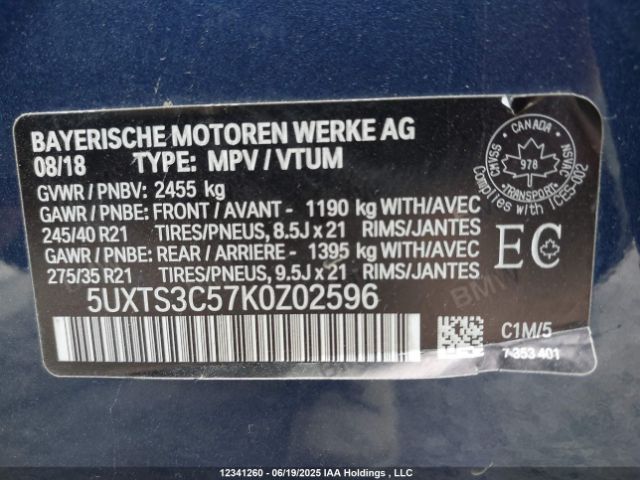 BAYERISCHE MOTOREN WERKE AG
08/18 TYPE: MPV / VTUM
GVWR / PNBV: 2455 kg
GAWR / PNBE: FRONT / AVANT - 1190 kg WITH/AVEC
245/40 R21 TIRES/PNEUS, 8.5J x 21 RIMS/JANTES
GAWR / PNBE: REAR / ARRIERE - 1395 kg WITH/AVEC
275/35 R21 TIRES/PNEUS, 9.5J x 21 RIMS/JANTES
5UXTS3C57K0Z02596
CANADA
CMVSS
NSVAC
978
TRANSPORT
Complies with /ICES-002
EC
BMW
C1M/5
7 353 401
12341260 - 06/19/2025 IAA Holdings , LLC